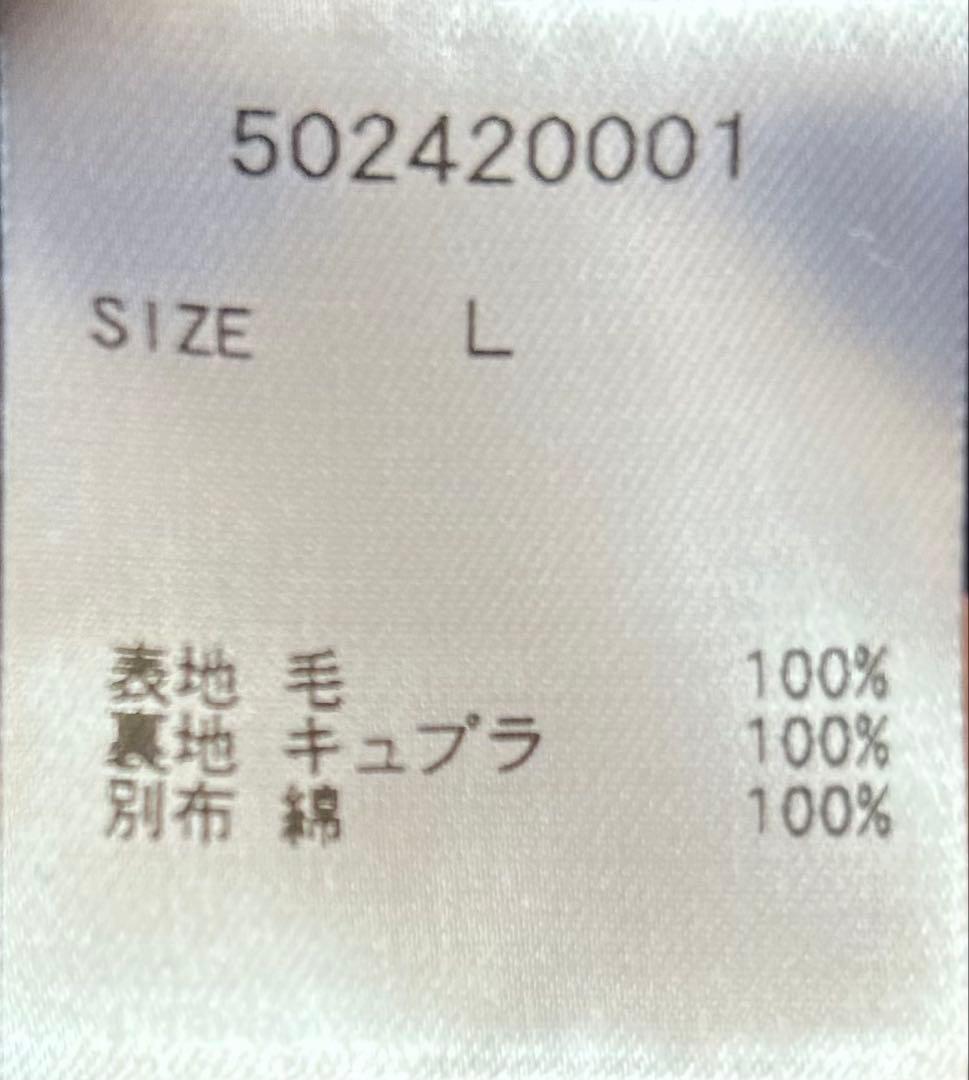 502420001
SIZE L
表地 毛 100%
裏地 キュプラ 100%
別布 綿 100%